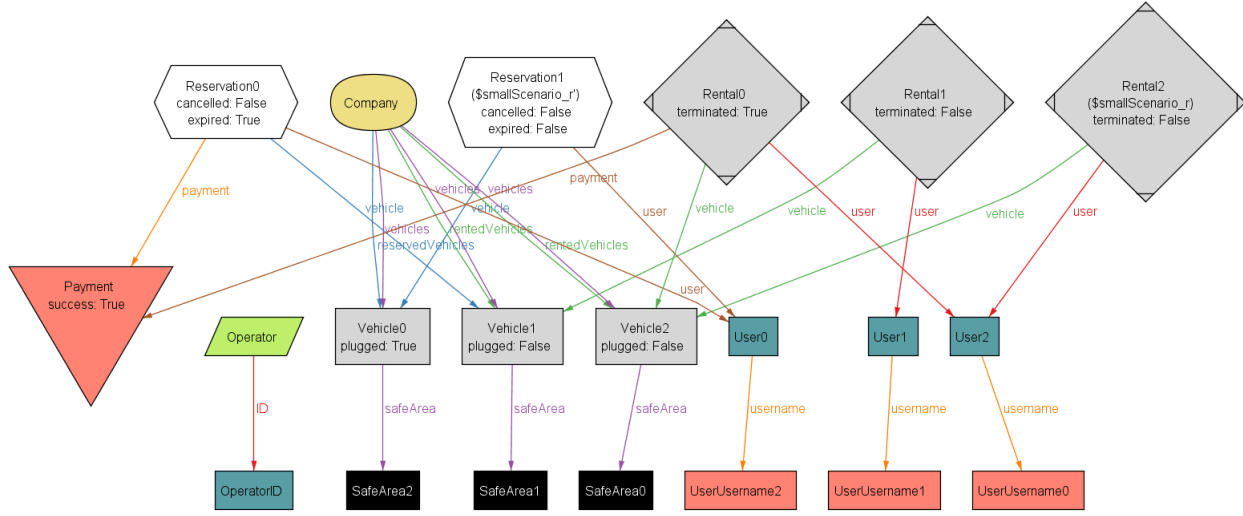 Reservation0
cancelled: False
expired: True
Company
Reservation1
($smallScenario_r')
cancelled: False
expired: False
Rental0
terminated: True
Rental1
terminated: False
Rental2
($smallScenario_r)
terminated: False
payment
vehicles
vehicles
payment
vehicle
vehicle
user
vehicle
user
vehicle
user
user
vehicle
vehicles
rentedVehicles
reservedVehicles
rentedVehicles
user
Payment
success: True
Operator
Vehicle0
plugged: True
Vehicle1
plugged: False
Vehicle2
plugged: False
User0
User1
User2
ID
safeArea
safeArea
safeArea
username
username
username
OperatorID
SafeArea2
SafeArea1
SafeArea0
UserUsername2
UserUsername1
UserUsername0